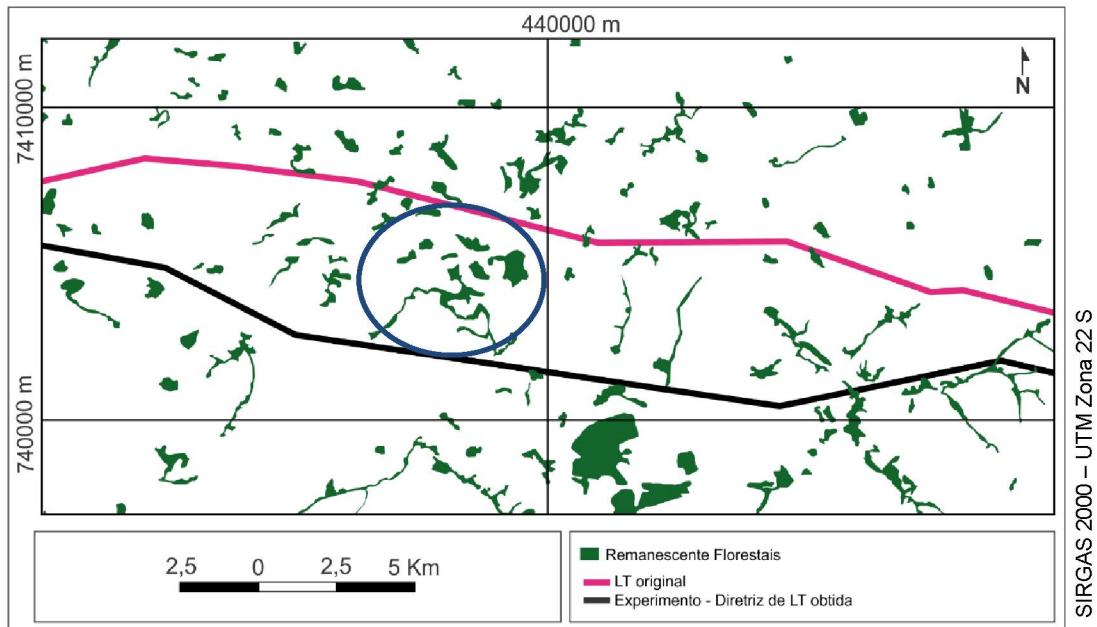 440000 m
7410000 m
N
740000 m
SIRGAS 2000 – UTM Zona 22 S
2,5 0 2,5 5 Km
Remanescente Florestais
LT original
Experimento - Diretriz de LT obtida